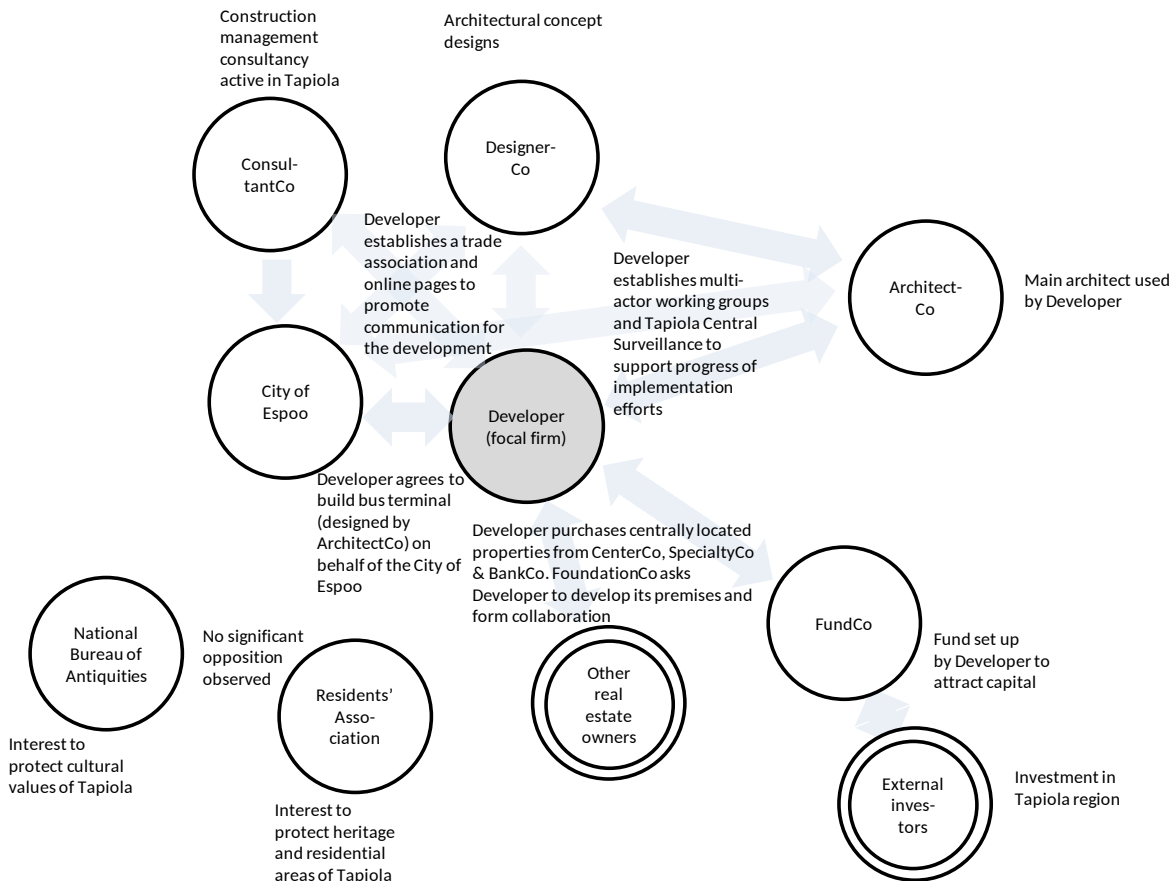 Construction
management
consultancy
active in Tapiola
Architectural concept
designs
Consul-
tantCo
Designer-
Co
Developer
establishes a trade
association and
online pages to
promote
communication for
the development
Developer
establishes multi-
actor working groups
and Tapiola Central
Surveillance to
support progress of
implementation
efforts
Architect-
Co
Main architect used
by Developer
City of
Espoo
Developer
(focal firm)
Developer agrees to
build bus terminal
(designed by
ArchitectCo) on
behalf of the City of
Espoo
Developer purchases centrally located
properties from CenterCo, SpecialtyCo
& BankCo. FoundationCo asks
Developer to develop its premises and
form collaboration
FundCo
Fund set up
by Developer to
attract capital
National
Bureau of
Antiquities
No significant
opposition
observed
Residents’
Asso-
ciation
Other
real
estate
owners
Interest to
protect cultural
values of Tapiola
Interest to
protect heritage
and residential
areas of Tapiola
External
inves-
tors
Investment in
Tapiola region